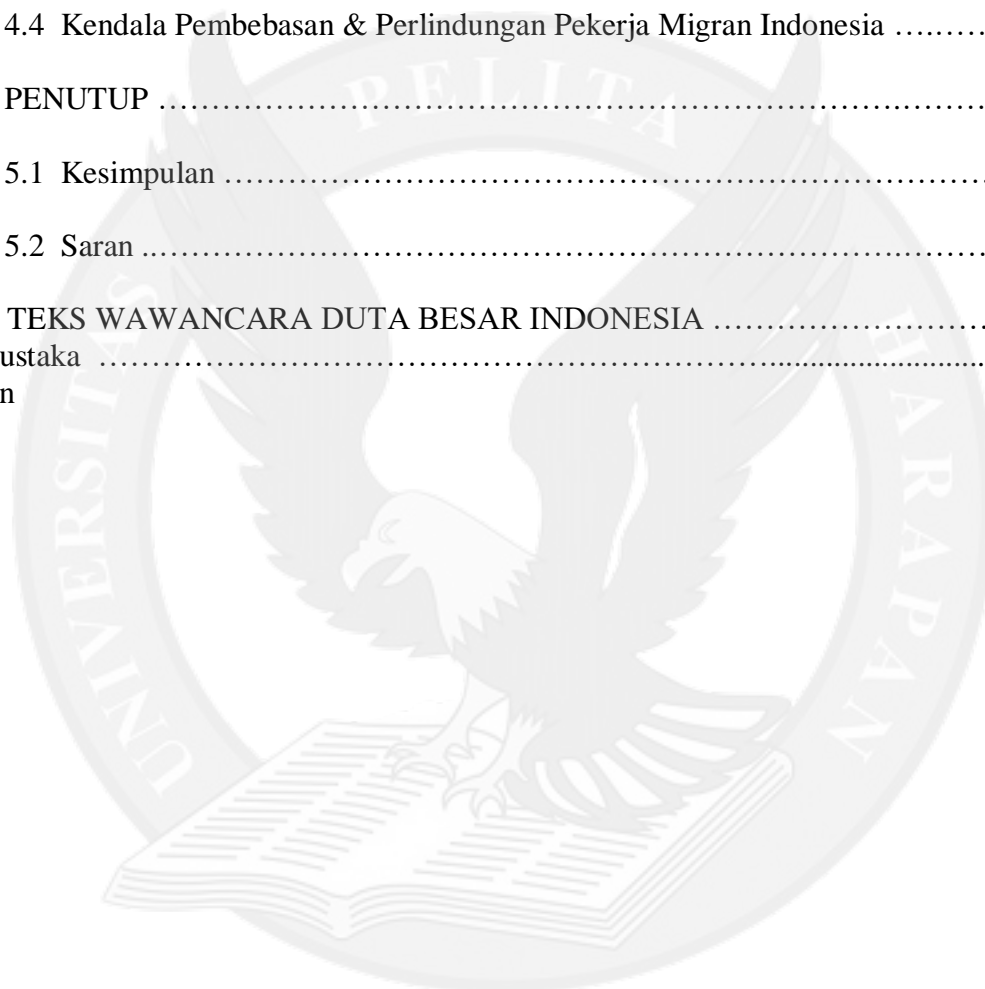 4.4 Kendala Pembebasan & Perlindungan Pekerja Migran Indonesia ……….
PENUTUP ……………………………………………………………………………….
5.1 Kesimpulan ……………………………………………………………………….
5.2 Saran ……………………………………………………………………………….
TEKS WAWANCARA DUTA BESAR INDONESIA ……………………….
ustaka ……………………………………………………………........................
n
UNIVERSITAS PELITA HARAPAN